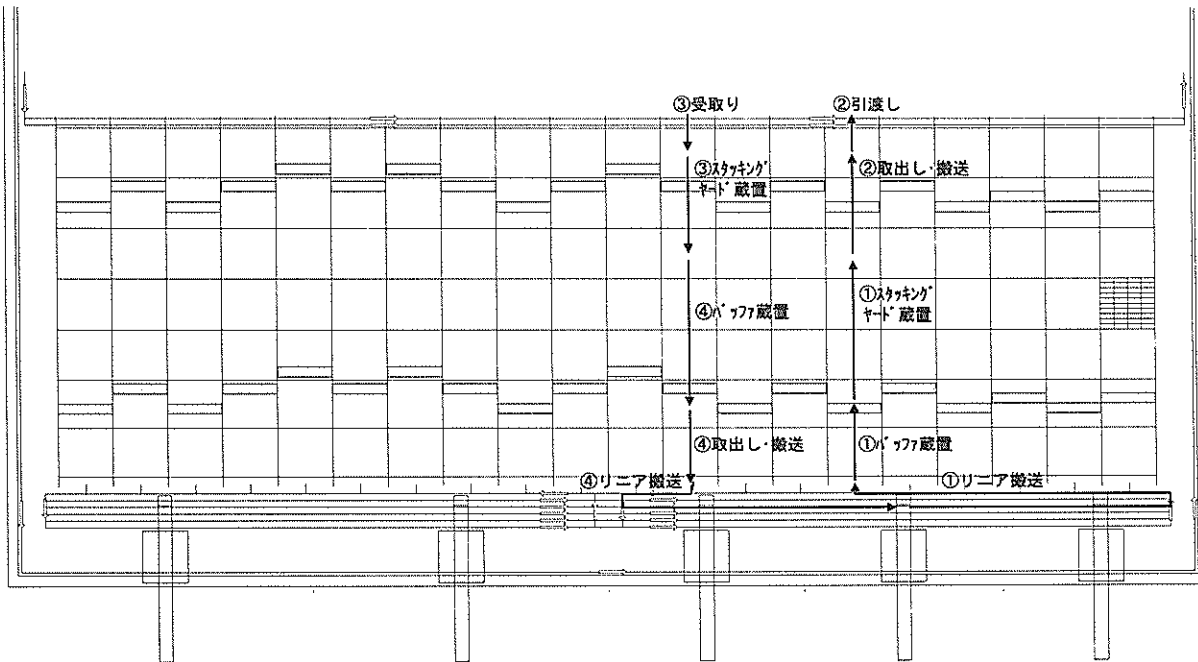 ③受取り
②引渡し
③スタッキング
ヤード蔵置
②取出し・搬送
①スタッキング
ヤード蔵置
④バッファ蔵置
④取出し・搬送
①バッファ蔵置
④リニア搬送
①リニア搬送